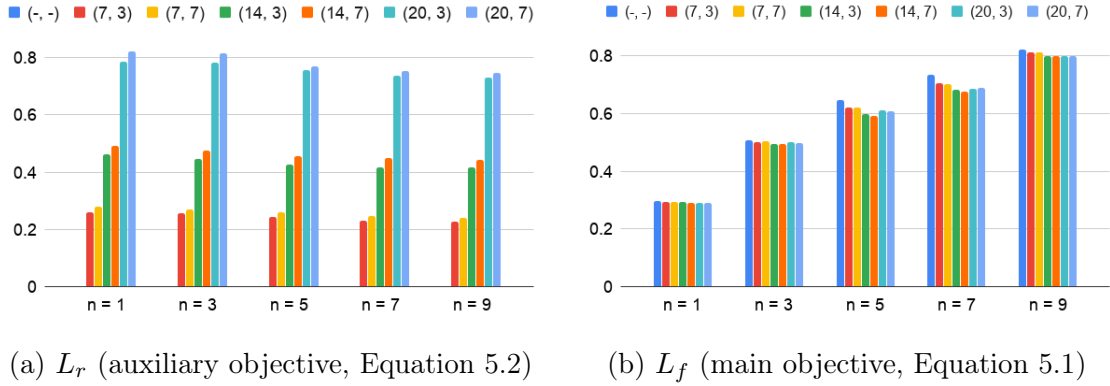 (-, -) (7, 3) (7, 7) (14, 3) (14, 7) (20, 3) (20, 7)
0.8
0.6
0.4
0.2
0
n = 1 n = 3 n = 5 n = 7 n = 9
(a) L_r (auxiliary objective, Equation 5.2)
(-, -) (7, 3) (7, 7) (14, 3) (14, 7) (20, 3) (20, 7)
0.8
0.6
0.4
0.2
0
n = 1 n = 3 n = 5 n = 7 n = 9
(b) L_f (main objective, Equation 5.1)